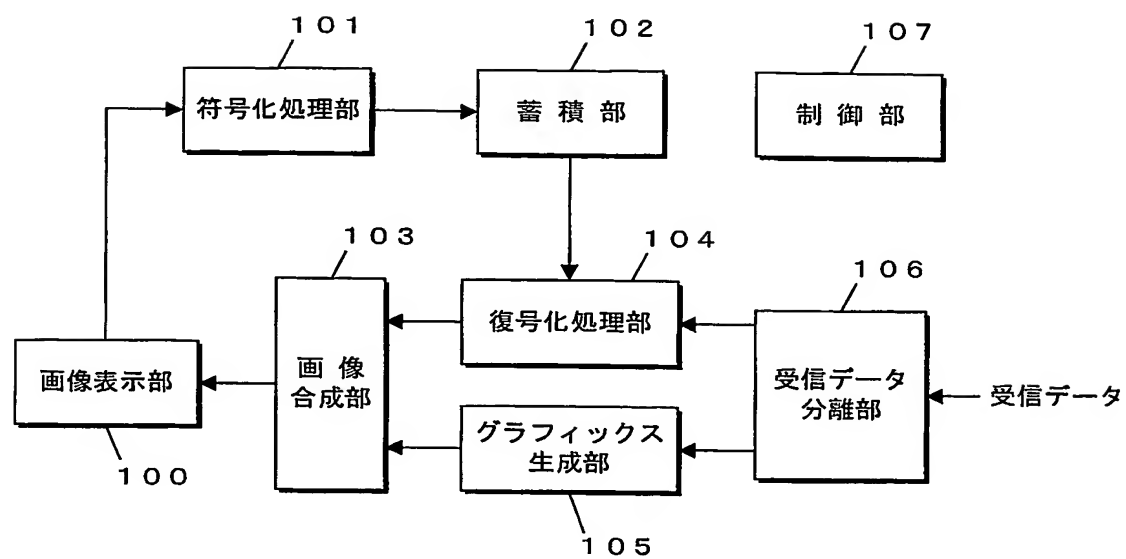 101
102
107
符号化処理部
蓄積部
制御部
103
104
106
復号化処理部
画像表示部
画像
合成部
受信データ
分離部
受信データ
グラフィックス
生成部
100
105